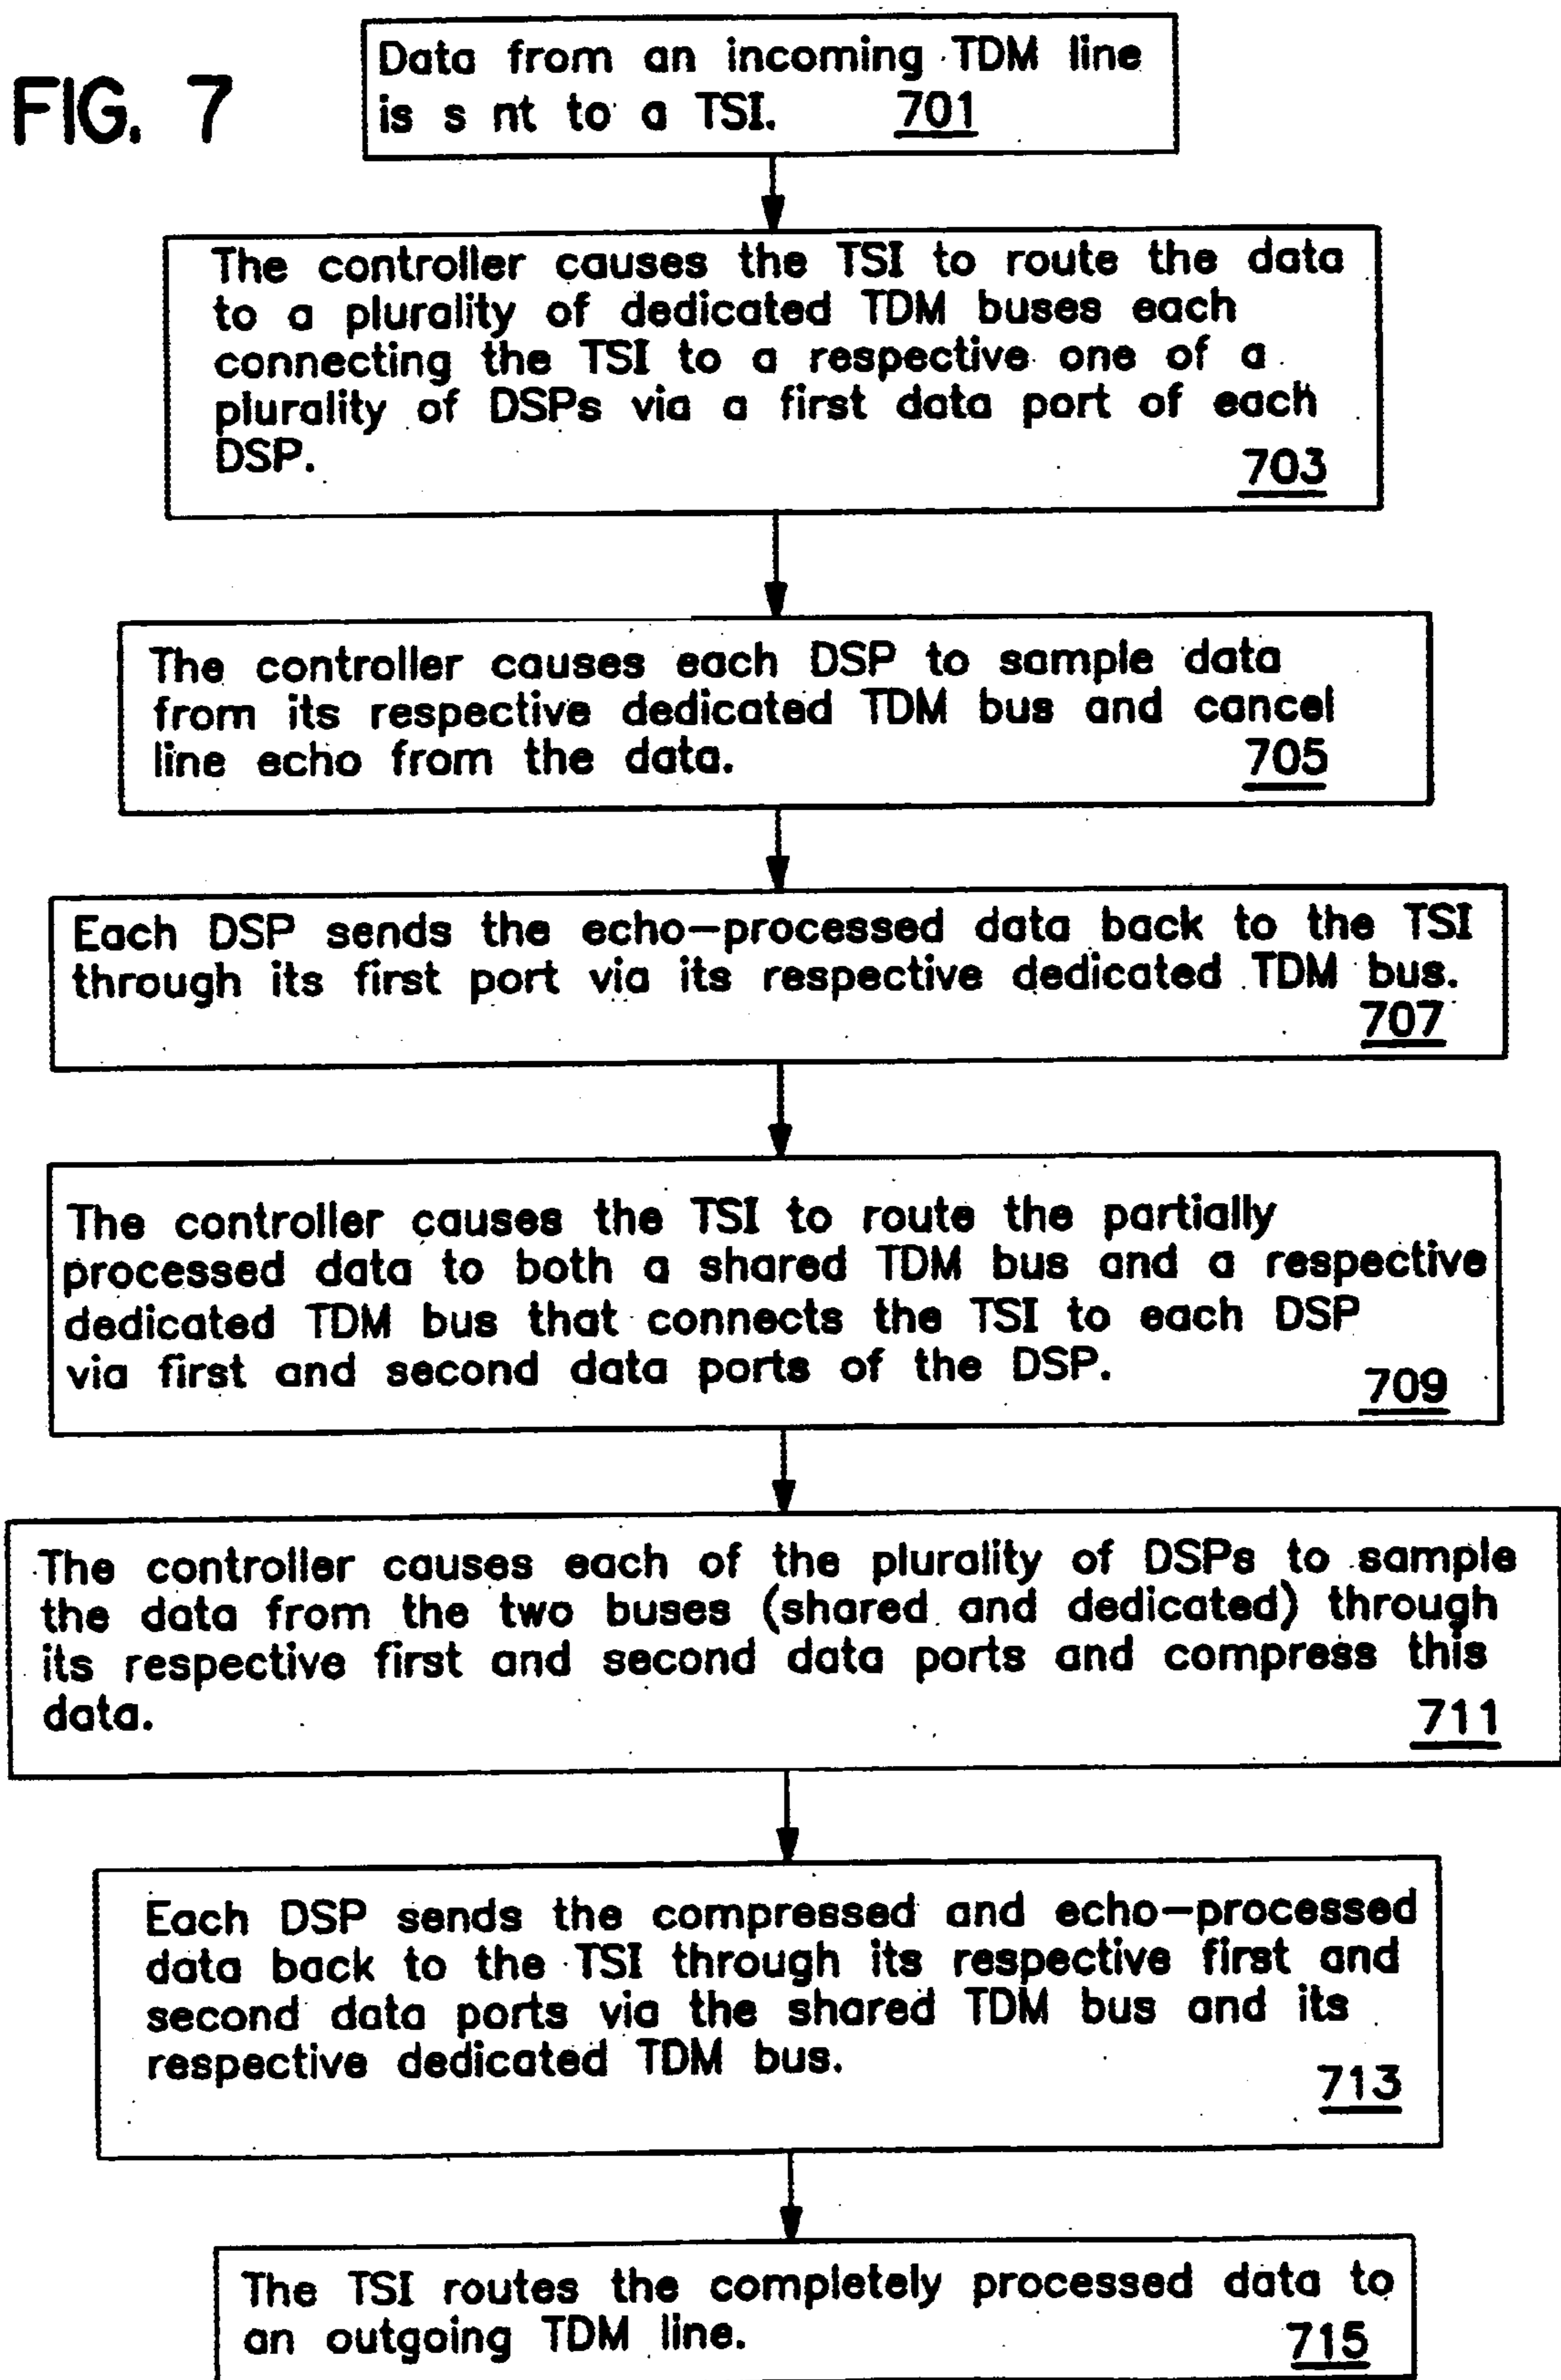 FIG. 7
Data from an incoming TDM line
is s nt to a TSI. 701
The controller causes the TSI to route the data
to a plurality of dedicated TDM buses each
connecting the TSI to a respective one of a
plurality of DSPs via a first data port of each
DSP. 703
The controller causes each DSP to sample data
from its respective dedicated TDM bus and cancel
line echo from the data. 705
Each DSP sends the echo-processed data back to the TSI
through its first port via its respective dedicated TDM bus.
707
The controller causes the TSI to route the partially
processed data to both a shared TDM bus and a respective
dedicated TDM bus that connects the TSI to each DSP
via first and second data ports of the DSP. 709
The controller causes each of the plurality of DSPs to sample
the data from the two buses (shared and dedicated) through
its respective first and second data ports and compress this
data. 711
Each DSP sends the compressed and echo-processed
data back to the TSI through its respective first and
second data ports via the shared TDM bus and its
respective dedicated TDM bus. 713
The TSI routes the completely processed data to
an outgoing TDM line. 715